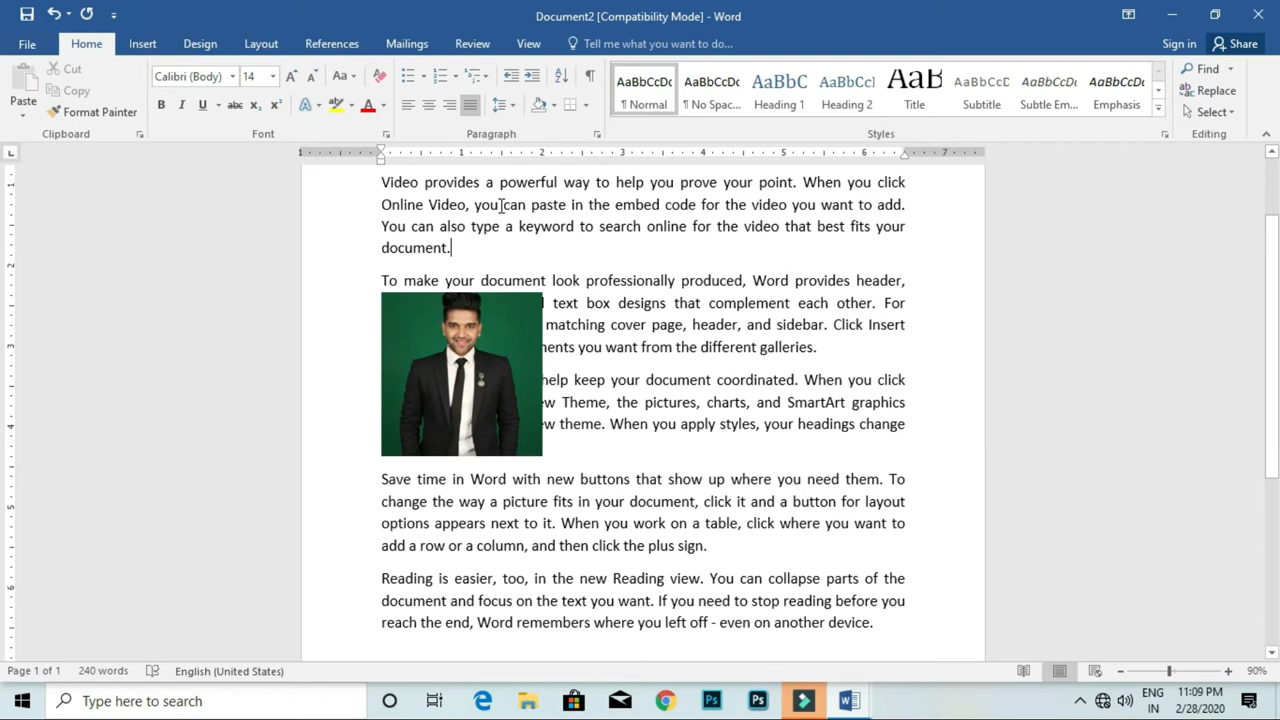 Document2 [Compatibility Mode] - Word
File Home Insert Design Layout References Mailings Review View Tell me what you want to do... Sign in Share
Paste Cut Copy Format Painter
Clipboard
Calibri (Body) 14
Font
Paragraph
AaBbCcDc AaBbCcDc AaBbC AaBbCcD AaB AaBbCcD AaBbCcDc AaBbCcDc
¶ Normal ¶ No Spac... Heading 1 Heading 2 Title Subtitle Subtle Em... Emphasis
Styles
Find
Replace
Select
Editing
1 1 2 3 4 5 6 7
Video provides a powerful way to help you prove your point. When you click
Online Video, you can paste in the embed code for the video you want to add.
You can also type a keyword to search online for the video that best fits your
document.
To make your document look professionally produced, Word provides header,
text box designs that complement each other. For
matching cover page, header, and sidebar. Click Insert
you want from the different galleries.
help keep your document coordinated. When you click
Theme, the pictures, charts, and SmartArt graphics
theme. When you apply styles, your headings change
Save time in Word with new buttons that show up where you need them. To
change the way a picture fits in your document, click it and a button for layout
options appears next to it. When you work on a table, click where you want to
add a row or a column, and then click the plus sign.
Reading is easier, too, in the new Reading view. You can collapse parts of the
document and focus on the text you want. If you need to stop reading before you
reach the end, Word remembers where you left off - even on another device.
Page 1 of 1 240 words English (United States) 90%
Type here to search
ENG
IN
11:09 PM
2/28/2020